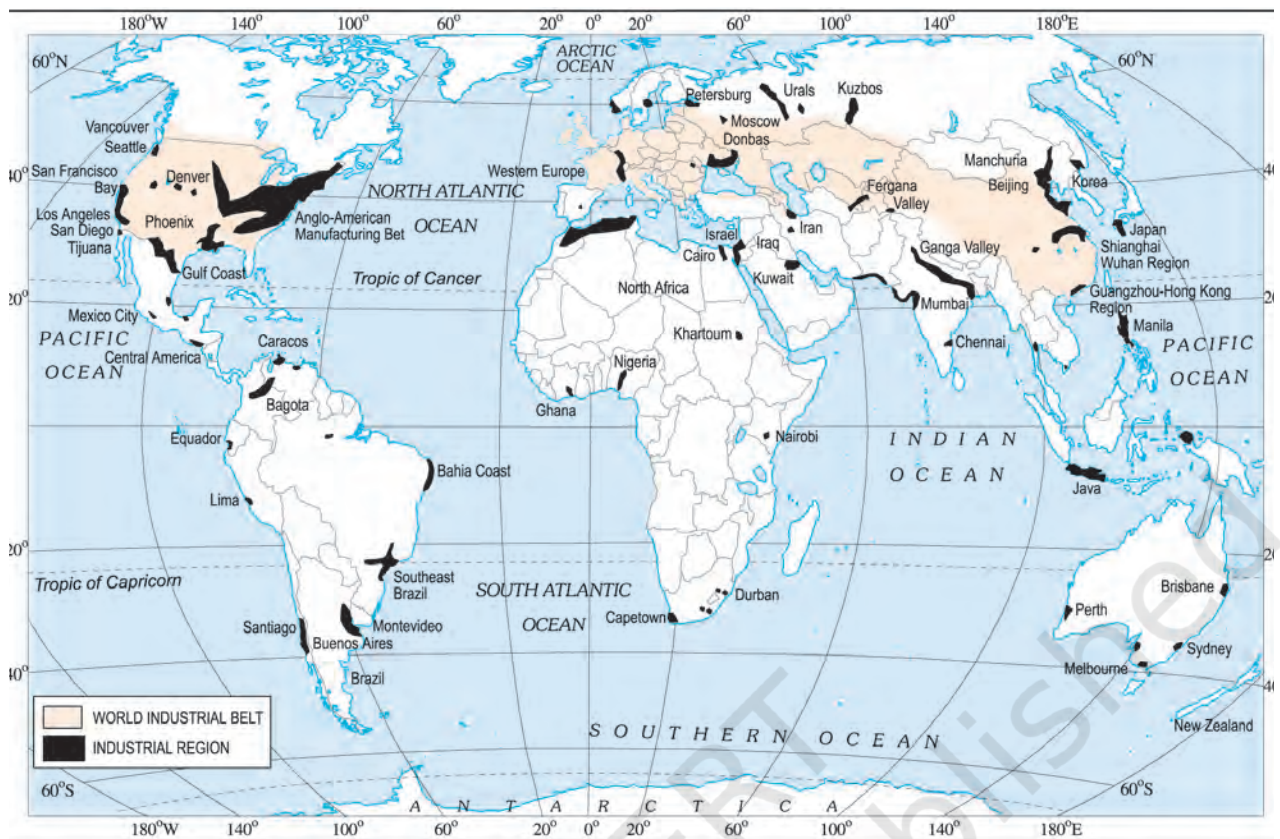 180°W 140° 100° 60° 20° 0° 20° 60° 100° 140° 180°E
60°N
ARCTIC
OCEAN
60°N
Petersburg
Urals
Kuzbos
Vancouver
Seattle
Moscow
Donbas
San Francisco
Bay
Denver
Western Europe
Manchuria
Beijing
Korea
40°
NORTH ATLANTIC
OCEAN
Fergana
Valley
40°
Los Angeles
San Diego
Tijuana
Phoenix
Anglo-American
Manufacturing Bet
Israel
Iraq
Iran
Ganga Valley
Japan
Shianghai
Wuhan Region
Gulf Coast
Cairo
Kuwait
Tropic of Cancer
North Africa
Mumbai
Guangzhou-Hong Kong
Region
20°
20°
Mexico City
Khartoum
Chennai
Manila
PACIFIC
OCEAN
Central America
Caracos
Nigeria
PACIFIC
OCEAN
Bagota
Ghana
Equador
Nairobi
INDIAN
OCEAN
Bahia Coast
Lima
Java
20°
20
Tropic of Capricorn
Southeast
Brazil
SOUTH ATLANTIC
OCEAN
Durban
Brisbane
Capetown
Perth
Santiago
Buenos Aires
Montevideo
Sydney
Melbourne
40°
Brazil
40
New Zealand
WORLD INDUSTRIAL BELT
INDUSTRIAL REGION
SOUTHERN OCEAN
60°S
60°S
ANTARCTICA
180°W 140° 100° 60° 20° 0° 20° 60° 100° 140° 180°E